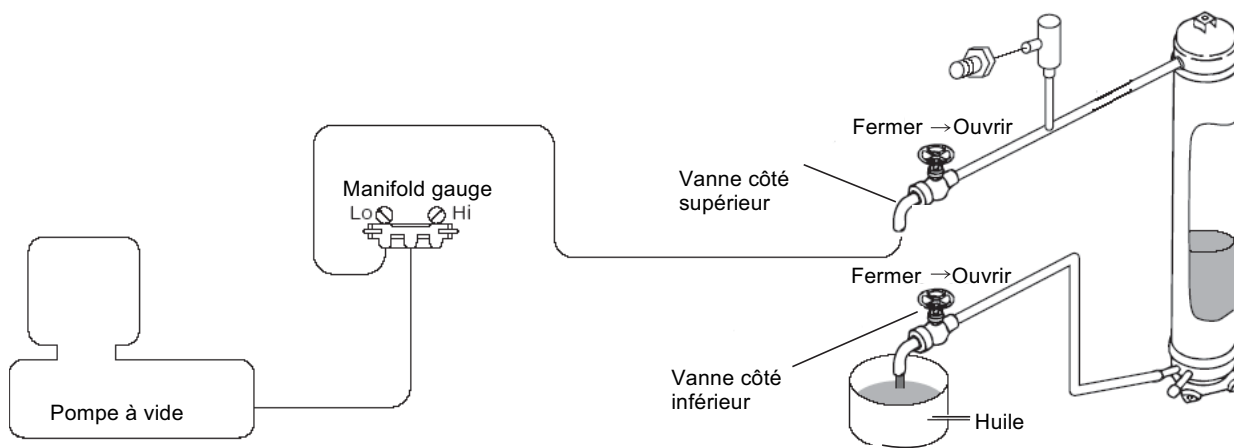 Fermer → Ouvrir
Manifold gauge
Lo Hi
Vanne côté
supérieur
Fermer → Ouvrir
Vanne côté
inférieur
Pompe à vide
Huile